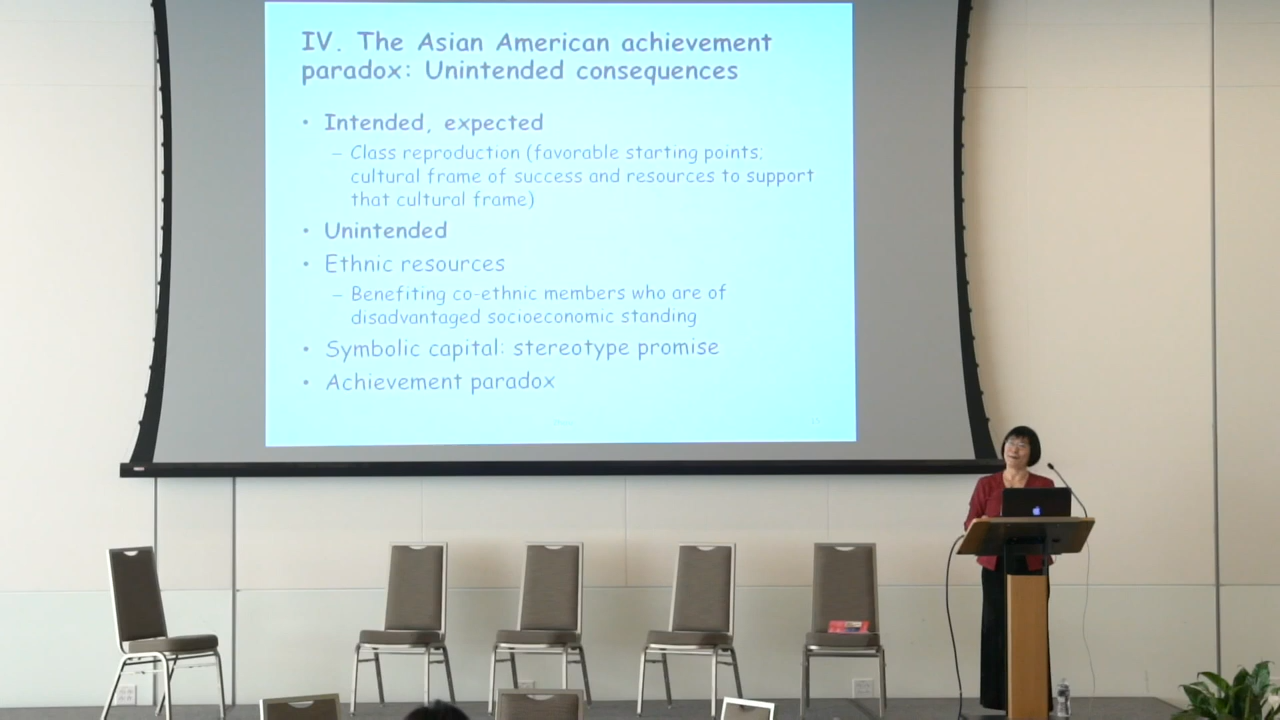 IV. The Asian American achievement
paradox: Unintended consequences
• Intended, expected
– Class reproduction (favorable starting points;
cultural frame of success and resources to support
that cultural frame)
• Unintended
• Ethnic resources
– Benefiting co-ethnic members who are of
disadvantaged socioeconomic standing
• Symbolic capital: stereotype promise
• Achievement paradox